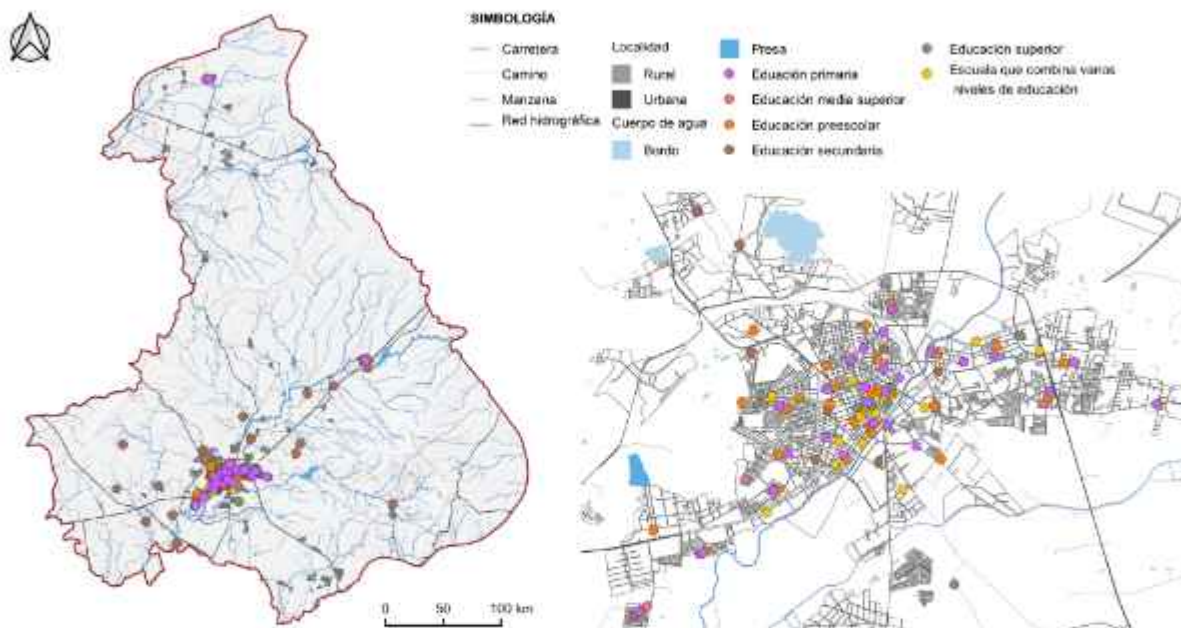 SIMBOLOGÍA
Carretera
Camino
Manzana
Red hidrográfica
Localidad
Rural
Urbana
Cuerpo de agua
Bordo
Presa
Eduación primaria
Educación media superior
Educación preescolar
Educación secundaria
Educación superior
Escuela que combina varios
niveles de educación
0 50 100 km